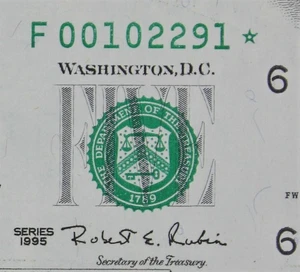 F 00102291 ★
WASHINGTON, D.C.
6
FIVE
THE DEPARTMENT OF THE TREASURY
1789
FW
SERIES
1995
Robert E. Rubin
6
Secretary of the Treasury.